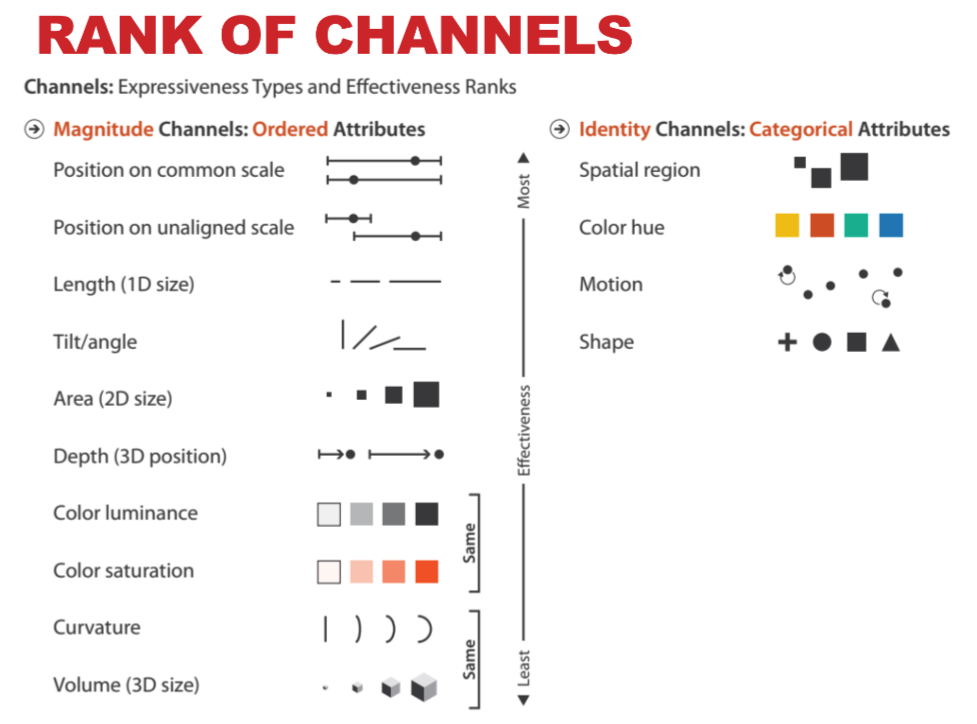 RANK OF CHANNELS
Channels: Expressiveness Types and Effectiveness Ranks
Magnitude Channels: Ordered Attributes
Position on common scale
Position on unaligned scale
Length (1D size)
Tilt/angle
Area (2D size)
Depth (3D position)
Color luminance
Color saturation
Curvature
Volume (3D size)
Same
Same
Most
Effectiveness
Least
Identity Channels: Categorical Attributes
Spatial region
Color hue
Motion
Shape